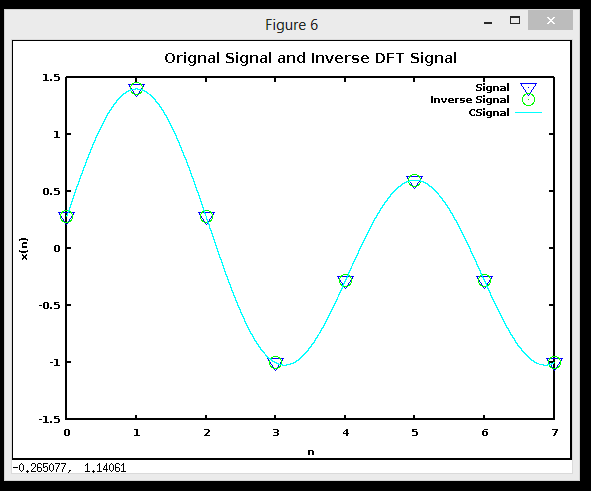 Figure 6
Orignal Signal and Inverse DFT Signal
1.5
Signal
Inverse Signal
CSignal
1
0.5
x(n)
0
-0.5
-1
-1.5
0 1 2 3 4 5 6 7
n
-0.265077, 1.14061